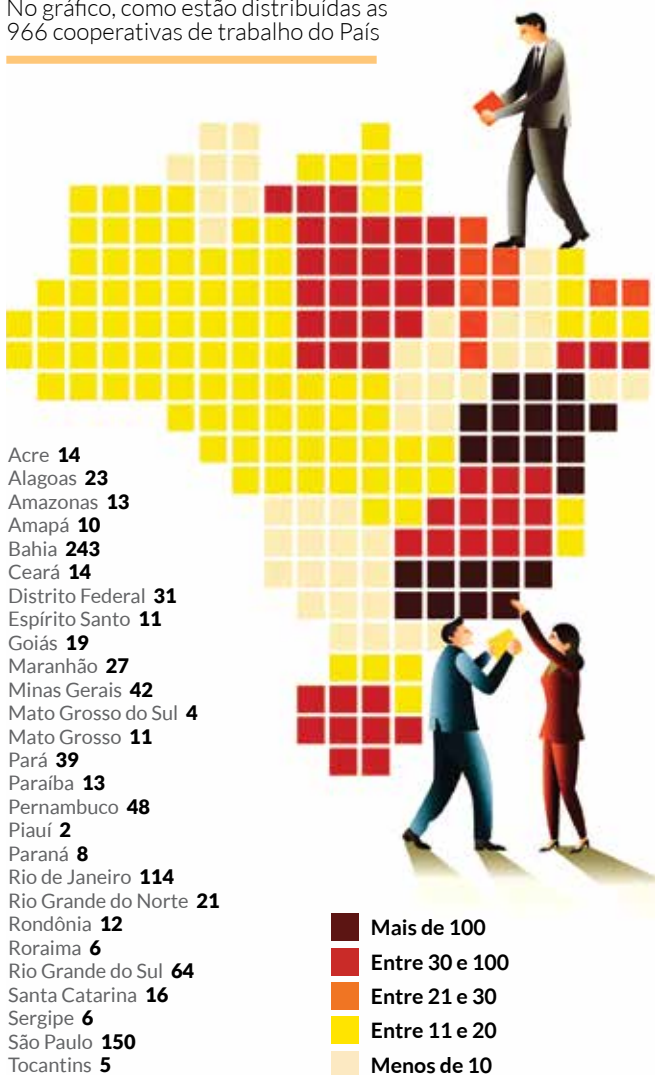 No gráfico, como estão distribuídas as
966 cooperativas de trabalho do País
Acre 14
Alagoas 23
Amazonas 13
Amapá 10
Bahia 243
Ceará 14
Distrito Federal 31
Espírito Santo 11
Goiás 19
Maranhão 27
Minas Gerais 42
Mato Grosso do Sul 4
Mato Grosso 11
Pará 39
Paraíba 13
Pernambuco 48
Piauí 2
Paraná 8
Rio de Janeiro 114
Rio Grande do Norte 21
Rondônia 12
Roraima 6
Rio Grande do Sul 64
Santa Catarina 16
Sergipe 6
São Paulo 150
Tocantins 5
Mais de 100
Entre 30 e 100
Entre 21 e 30
Entre 11 e 20
Menos de 10